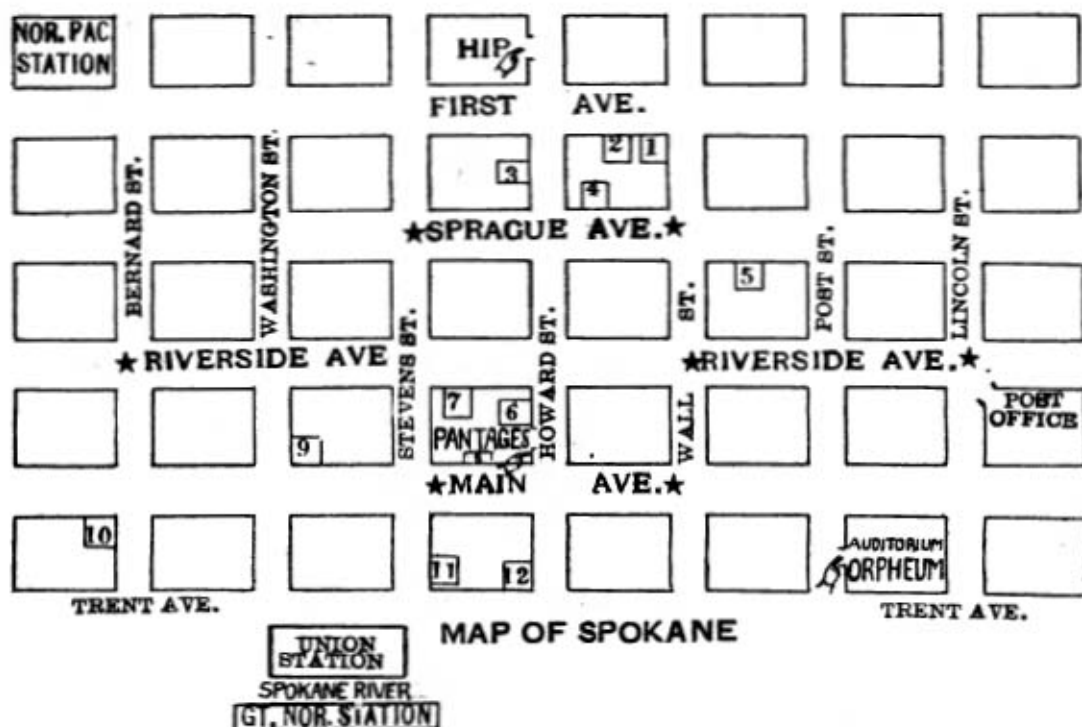 NOR. PAC
STATION
HIP
FIRST AVE.
BERNARD ST.
WASHINGTON ST.
3
2
1
4
★SPRAGUE AVE.★
STEVENS ST.
HOWARD ST.
WALL ST.
5
POST ST.
LINCOLN ST.
★RIVERSIDE AVE
★RIVERSIDE AVE.★
9
7
6
PANTAGES
POST
OFFICE
★MAIN AVE.★
10
11
12
AUDITORIUM
ORPHEUM
TRENT AVE.
TRENT AVE.
MAP OF SPOKANE
UNION
STATION
SPOKANE RIVER
GT. NOR. STATION